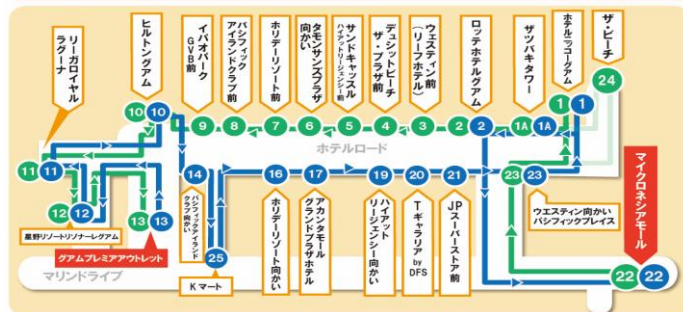 リーガロイヤル
ラグーナ
ヒルトングアム
イパオパーク
GVB前
パシフィック
アイランドクラブ前
ホリデーリゾート前
タモンサンズプラザ
向かい
サンドキャッスル
ハイアットリージェンシー前
デュシットビーチ
ザ・プラザ前
ウェスティン前
(リーフホテル)
ロッテホテルグアム
ザツバキタワー
ホテルニッコーグアム
ザ・ビーチ
24
10
10
9
8
7
6
5
4
3
2
2
1A
1A
1
1
ホテルロード
11
11
12
12
13
13
14
25
16
17
19
20
21
23
23
22
22
星野リゾートリゾナーレグアム
グアムプレミアアウトレット
マリンドライブ
パシフィックアイランド
クラブ向かい
Kマート
ホリデーリゾート向かい
アカンタモール
グランドプラザホテル
ハイアット
リージェンシー向かい
Tギャラリア
by DFS
JPスーパーストア前
ウエスティン向かい
パシフィックプレイス
マイクロネシアモール